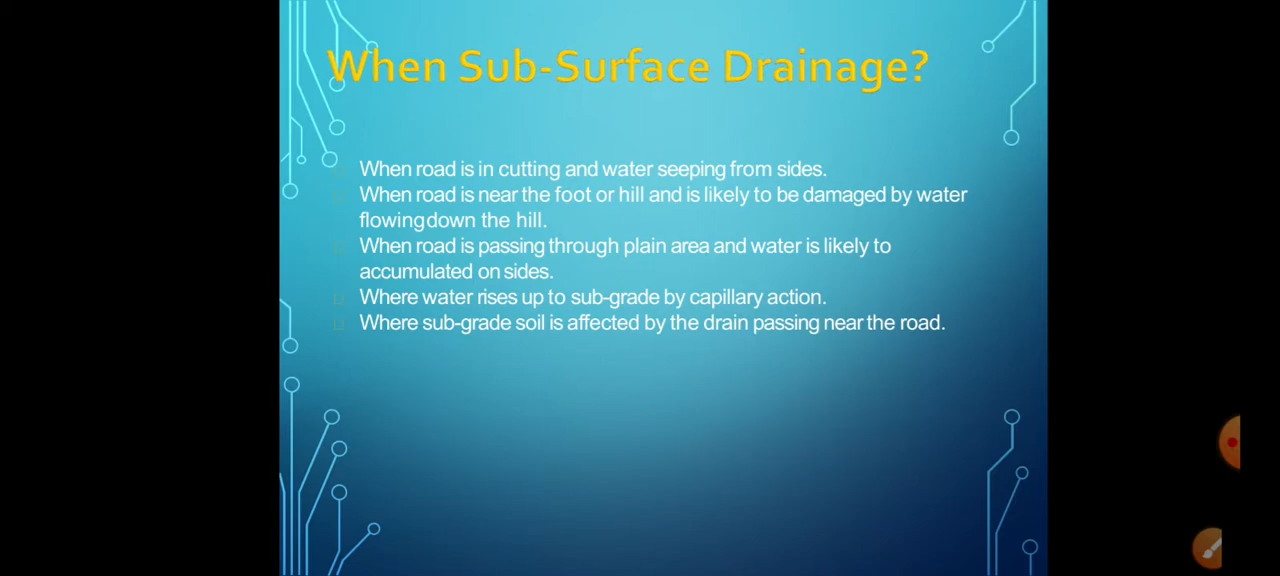 When Sub-Surface Drainage?
When road is in cutting and water seeping from sides.
When road is near the foot or hill and is likely to be damaged by water
flowing down the hill.
When road is passing through plain area and water is likely to
accumulated on sides.
Where water rises up to sub-grade by capillary action.
Where sub-grade soil is affected by the drain passing near the road.